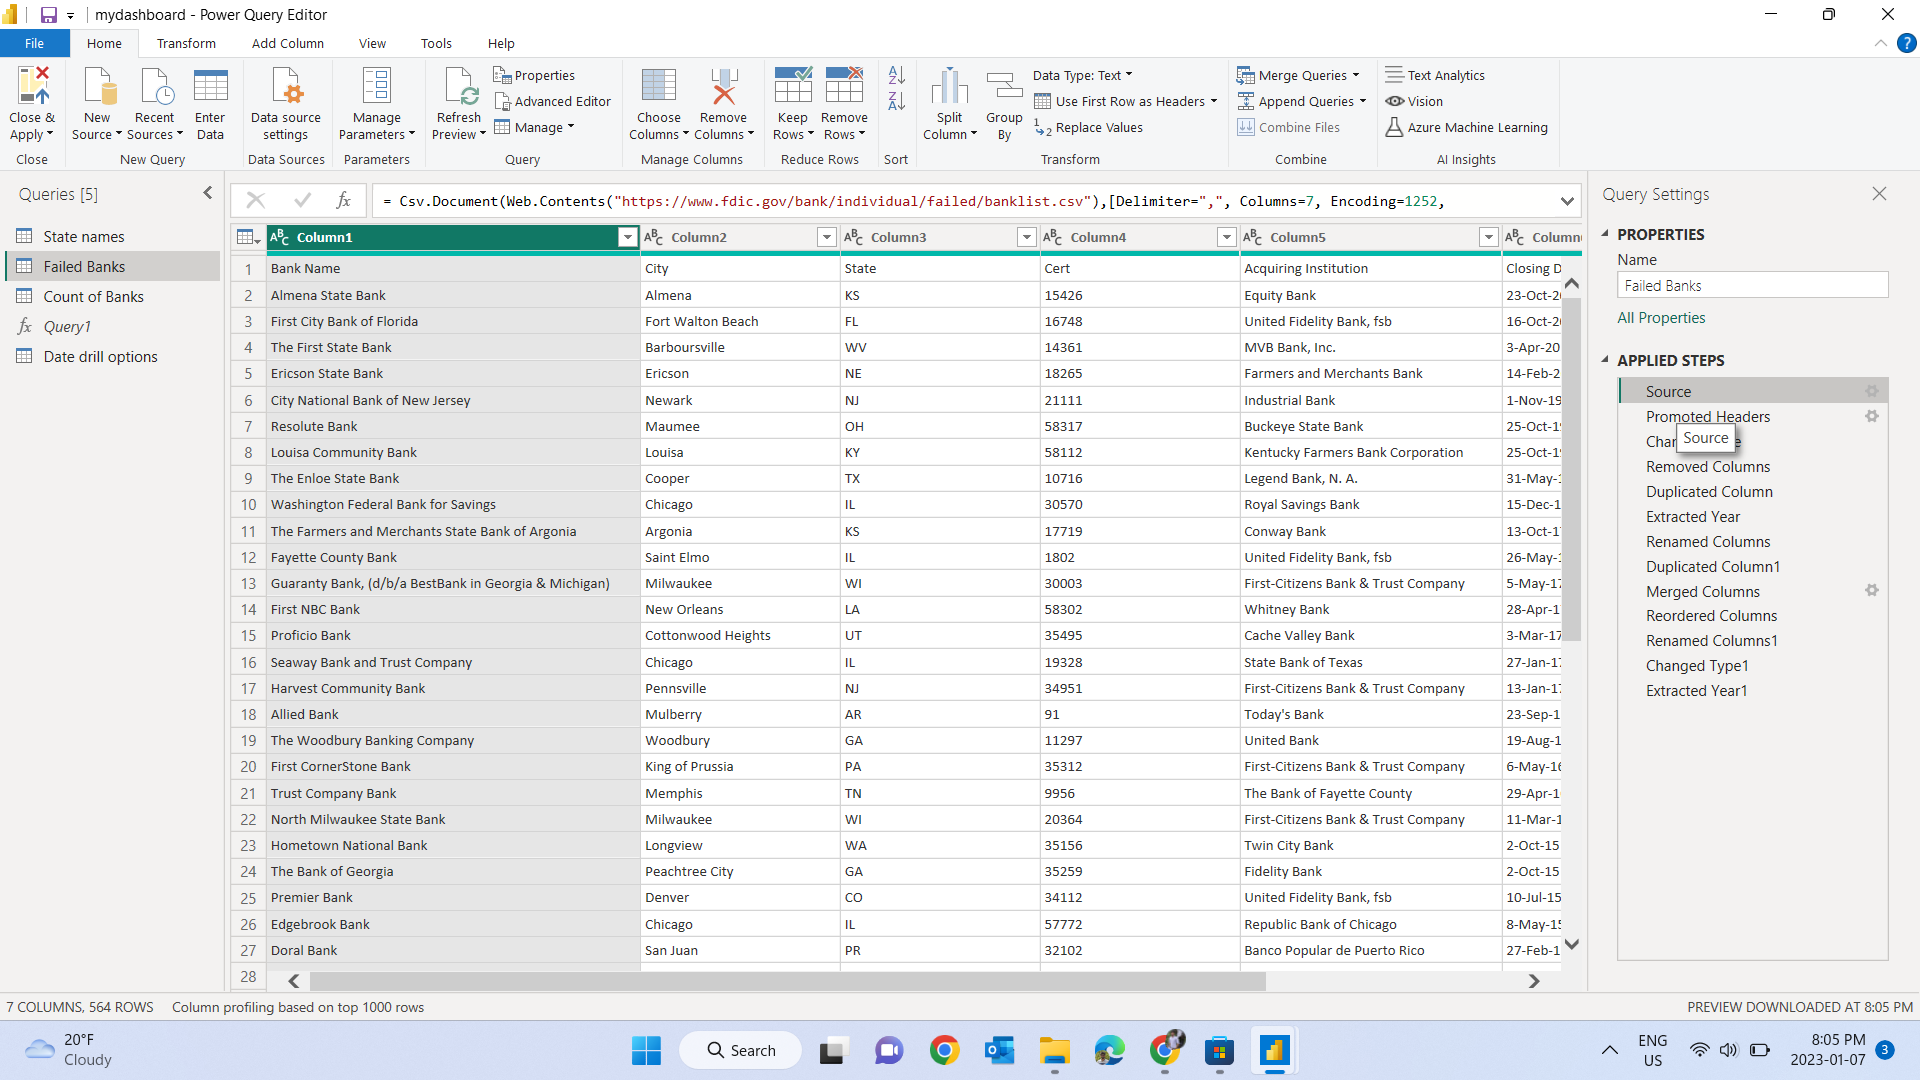 mydashboard - Power Query Editor
File Home Transform Add Column View Tools Help
Close & Apply
New Source
Recent Sources
Enter Data
Data source settings
Manage Parameters
Refresh Preview
Properties
Advanced Editor
Manage
Choose Columns
Remove Columns
Keep Rows
Remove Rows
Split Column
Group By
Data Type: Text
Use First Row as Headers
Replace Values
Merge Queries
Append Queries
Combine Files
Text Analytics
Vision
Azure Machine Learning
Close New Query Data Sources Parameters Query Manage Columns Reduce Rows Sort Transform Combine AI Insights
Queries [5]
State names
Failed Banks
Count of Banks
fx Query1
Date drill options
fx = Csv.Document(Web.Contents("https://www.fdic.gov/bank/individual/failed/banklist.csv"),[Delimiter=",", Columns=7, Encoding=1252,
ABC Column1 ABC Column2 ABC Column3 ABC Column4 ABC Column5 ABC Column
1 Bank Name City State Cert Acquiring Institution Closing D
2 Almena State Bank Almena KS 15426 Equity Bank 23-Oct-2
3 First City Bank of Florida Fort Walton Beach FL 16748 United Fidelity Bank, fsb 16-Oct-2
4 The First State Bank Barboursville WV 14361 MVB Bank, Inc. 3-Apr-20
5 Ericson State Bank Ericson NE 18265 Farmers and Merchants Bank 14-Feb-2
6 City National Bank of New Jersey Newark NJ 21111 Industrial Bank 1-Nov-19
7 Resolute Bank Maumee OH 58317 Buckeye State Bank 25-Oct-1
8 Louisa Community Bank Louisa KY 58112 Kentucky Farmers Bank Corporation 25-Oct-1
9 The Enloe State Bank Cooper TX 10716 Legend Bank, N. A. 31-May-
10 Washington Federal Bank for Savings Chicago IL 30570 Royal Savings Bank 15-Dec-1
11 The Farmers and Merchants State Bank of Argonia Argonia KS 17719 Conway Bank 13-Oct-1
12 Fayette County Bank Saint Elmo IL 1802 United Fidelity Bank, fsb 26-May-
13 Guaranty Bank, (d/b/a BestBank in Georgia & Michigan) Milwaukee WI 30003 First-Citizens Bank & Trust Company 5-May-17
14 First NBC Bank New Orleans LA 58302 Whitney Bank 28-Apr-1
15 Proficio Bank Cottonwood Heights UT 35495 Cache Valley Bank 3-Mar-17
16 Seaway Bank and Trust Company Chicago IL 19328 State Bank of Texas 27-Jan-1
17 Harvest Community Bank Pennsville NJ 34951 First-Citizens Bank & Trust Company 13-Jan-1
18 Allied Bank Mulberry AR 91 Today's Bank 23-Sep-1
19 The Woodbury Banking Company Woodbury GA 11297 United Bank 19-Aug-1
20 First CornerStone Bank King of Prussia PA 35312 First-Citizens Bank & Trust Company 6-May-16
21 Trust Company Bank Memphis TN 9956 The Bank of Fayette County 29-Apr-1
22 North Milwaukee State Bank Milwaukee WI 20364 First-Citizens Bank & Trust Company 11-Mar-1
23 Hometown National Bank Longview WA 35156 Twin City Bank 2-Oct-15
24 The Bank of Georgia Peachtree City GA 35259 Fidelity Bank 2-Oct-15
25 Premier Bank Denver CO 34112 United Fidelity Bank, fsb 10-Jul-15
26 Edgebrook Bank Chicago IL 57772 Republic Bank of Chicago 8-May-15
27 Doral Bank San Juan PR 32102 Banco Popular de Puerto Rico 27-Feb-1
28
Query Settings
PROPERTIES
Name
Failed Banks
All Properties
APPLIED STEPS
Source
Promoted Headers
Source
Removed Columns
Duplicated Column
Extracted Year
Renamed Columns
Duplicated Column1
Merged Columns
Reordered Columns
Renamed Columns1
Changed Type1
Extracted Year1
7 COLUMNS, 564 ROWS Column profiling based on top 1000 rows PREVIEW DOWNLOADED AT 8:05 PM
20°F
Cloudy
Search
ENG
US
8:05 PM
2023-01-07
3